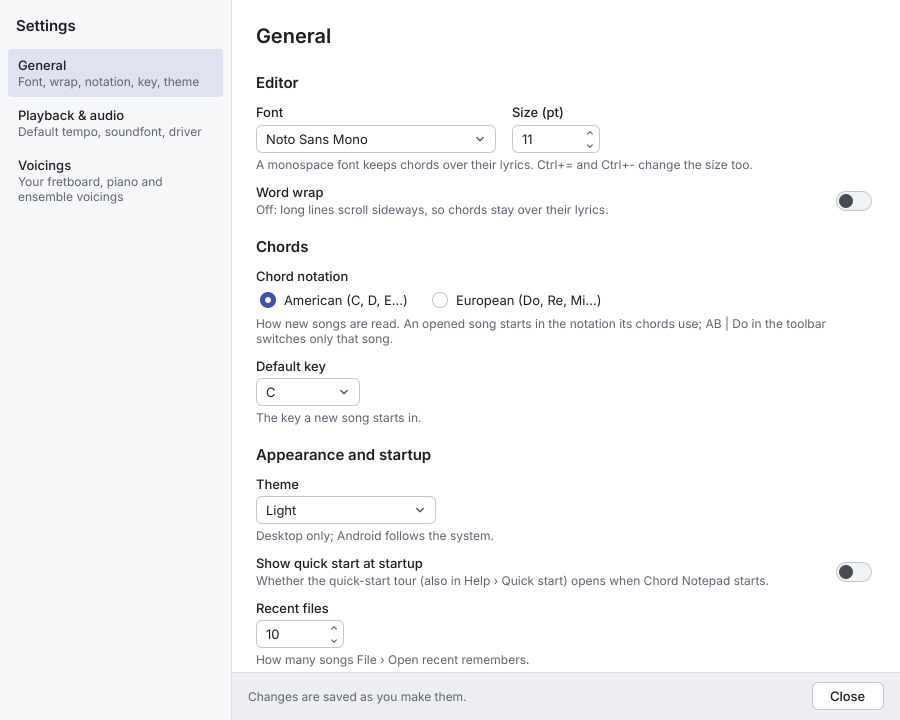 Settings
General
Font, wrap, notation, key, theme
Playback & audio
Default tempo, soundfont, driver
Voicings
Your fretboard, piano and
ensemble voicings
General
Editor
Font
Size (pt)
Noto Sans Mono
11
A monospace font keeps chords over their lyrics. Ctrl+= and Ctrl+- change the size too.
Word wrap
Off: long lines scroll sideways, so chords stay over their lyrics.
Chords
Chord notation
American (C, D, E...)
European (Do, Re, Mi...)
How new songs are read. An opened song starts in the notation its chords use; AB | Do in the toolbar
switches only that song.
Default key
C
The key a new song starts in.
Appearance and startup
Theme
Light
Desktop only; Android follows the system.
Show quick start at startup
Whether the quick-start tour (also in Help › Quick start) opens when Chord Notepad starts.
Recent files
10
How many songs File › Open recent remembers.
Changes are saved as you make them.
Close